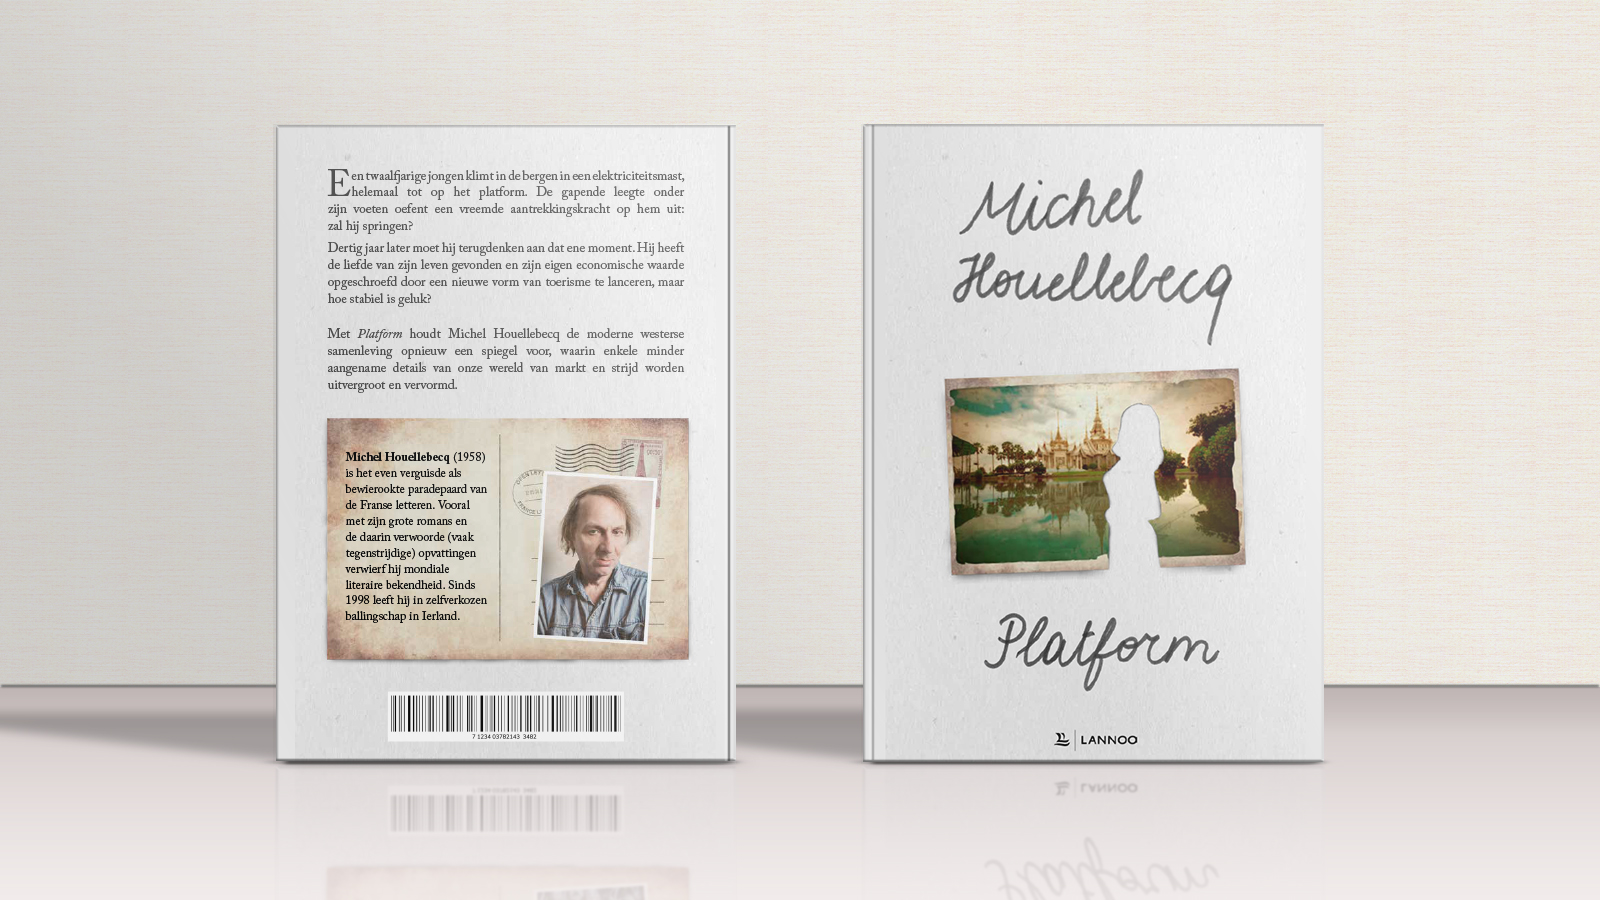 Een twaalfjarige jongen klimt in de bergen in een elektriciteitsmast,
helemaal tot op het platform. De gapende leegte onder
zijn voeten oefent een vreemde aantrekkingskracht op hem uit:
zal hij springen?
Dertig jaar later moet hij terugdenken aan dat ene moment. Hij heeft
de liefde van zijn leven gevonden en zijn eigen economische waarde
opgeschroefd door een nieuwe vorm van toerisme te lanceren, maar
hoe stabiel is geluk?
Met Platform houdt Michel Houellebecq de moderne westerse
samenleving opnieuw een spiegel voor, waarin enkele minder
aangename details van onze wereld van markt en strijd worden
uitvergroot en vervormd.
Michel Houellebecq (1958)
is het even verguisde als
bewierookte paradepaard van
de Franse letteren. Vooral
met zijn grote romans en
de daarin verwoorde (vaak
tegenstrijdige) opvattingen
verwierf hij mondiale
literaire bekendheid. Sinds
1998 leeft hij in zelfverkozen
ballingschap in Ierland.
7 1234 03782143 3482
Michel
Houellebecq
Platform
LANNOO